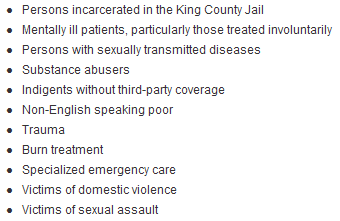 • Persons incarcerated in the King County Jail
• Mentally ill patients, particularly those treated involuntarily
• Persons with sexually transmitted diseases
• Substance abusers
• Indigents without third-party coverage
• Non-English speaking poor
• Trauma
• Burn treatment
• Specialized emergency care
• Victims of domestic violence
• Victims of sexual assault